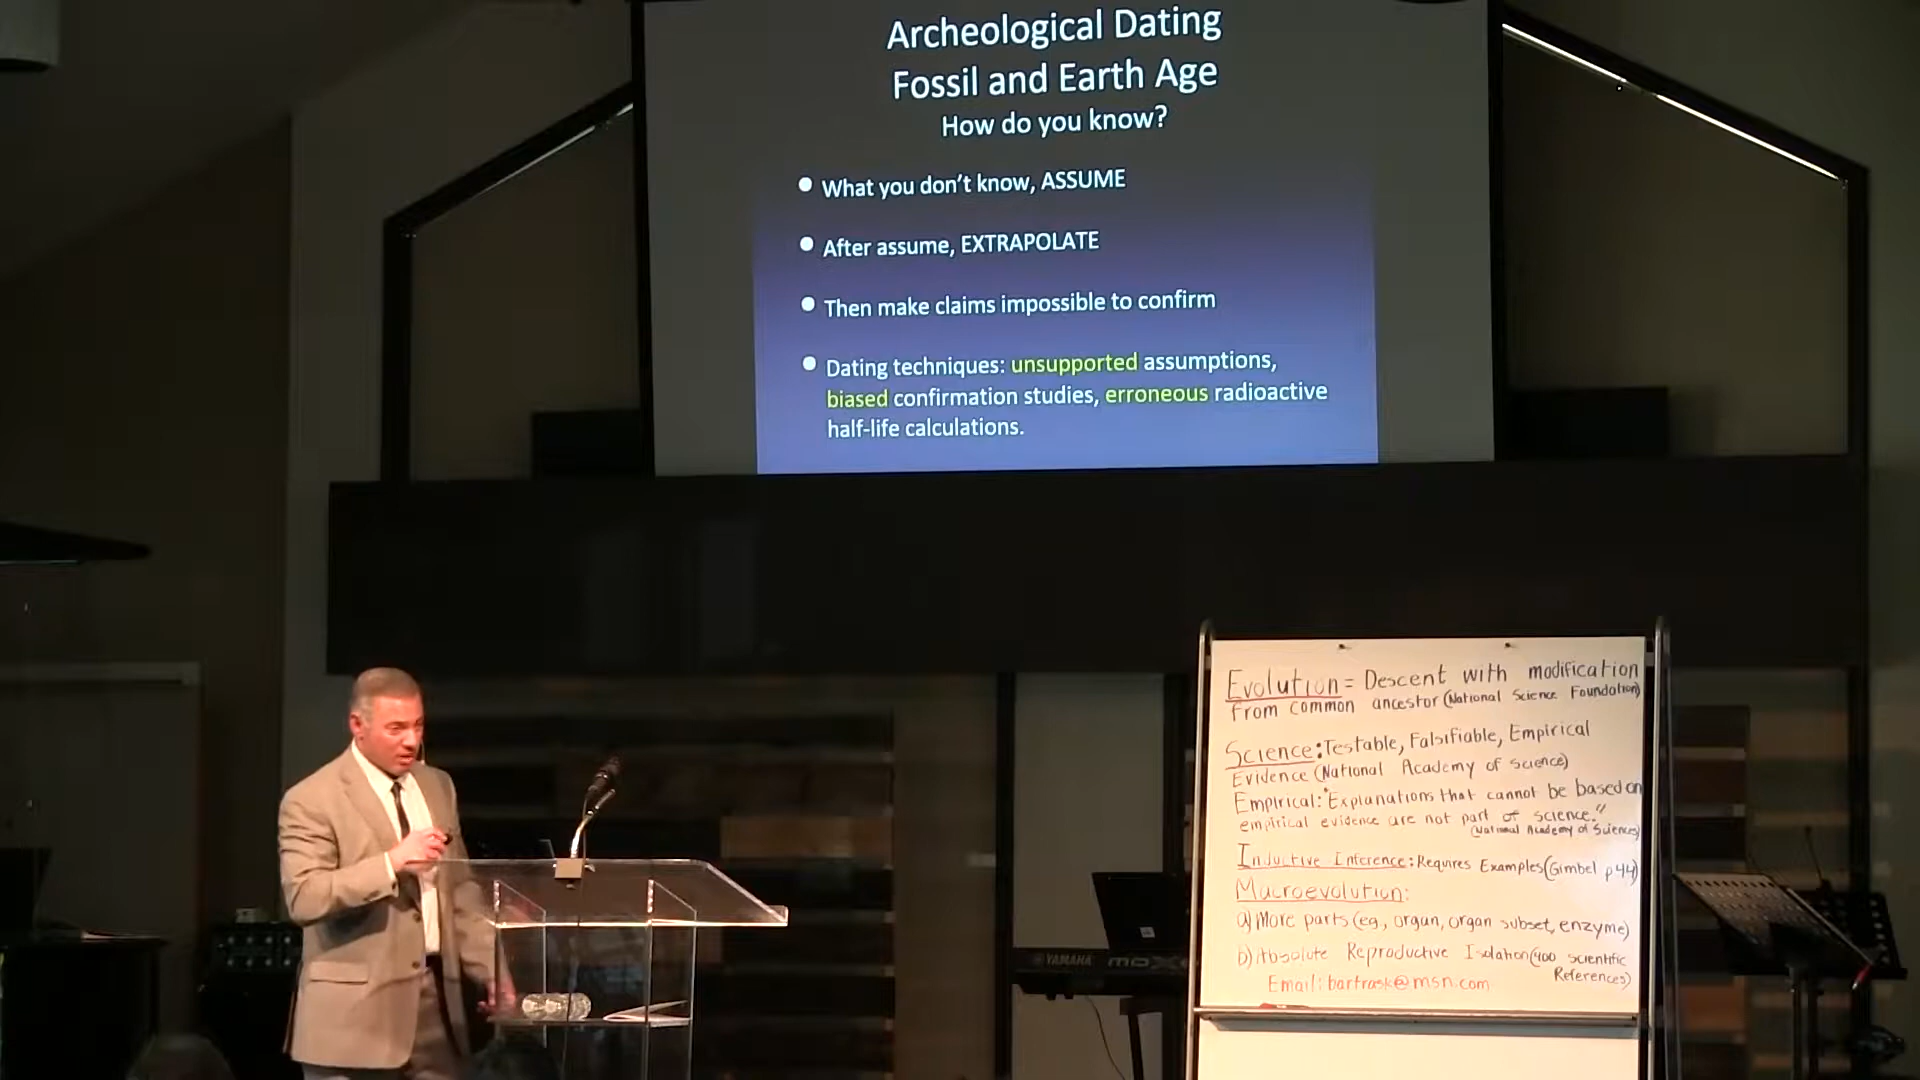 Archeological Dating
Fossil and Earth Age
How do you know?
What you don't know, ASSUME
After assume, EXTRAPOLATE
Then make claims impossible to confirm
Dating techniques: unsupported assumptions,
biased confirmation studies, erroneous radioactive
half-life calculations.
Evolution = Descent with modification
from common ancestor (National Science Foundation)
Science: Testable, Falsifiable, Empirical
Evidence (National Academy of Science)
Empirical: "Explanations that cannot be based on
empirical evidence are not part of science."
(National Academy of Sciences)
Inductive Inference: Requires Examples (Gimbel p44)
Macroevolution:
a) More parts (eg, organ, organ subset, enzyme)
b) Absolute Reproductive Isolation (400 scientific
References)
Email: bartrask@msn.com
YAMAHA